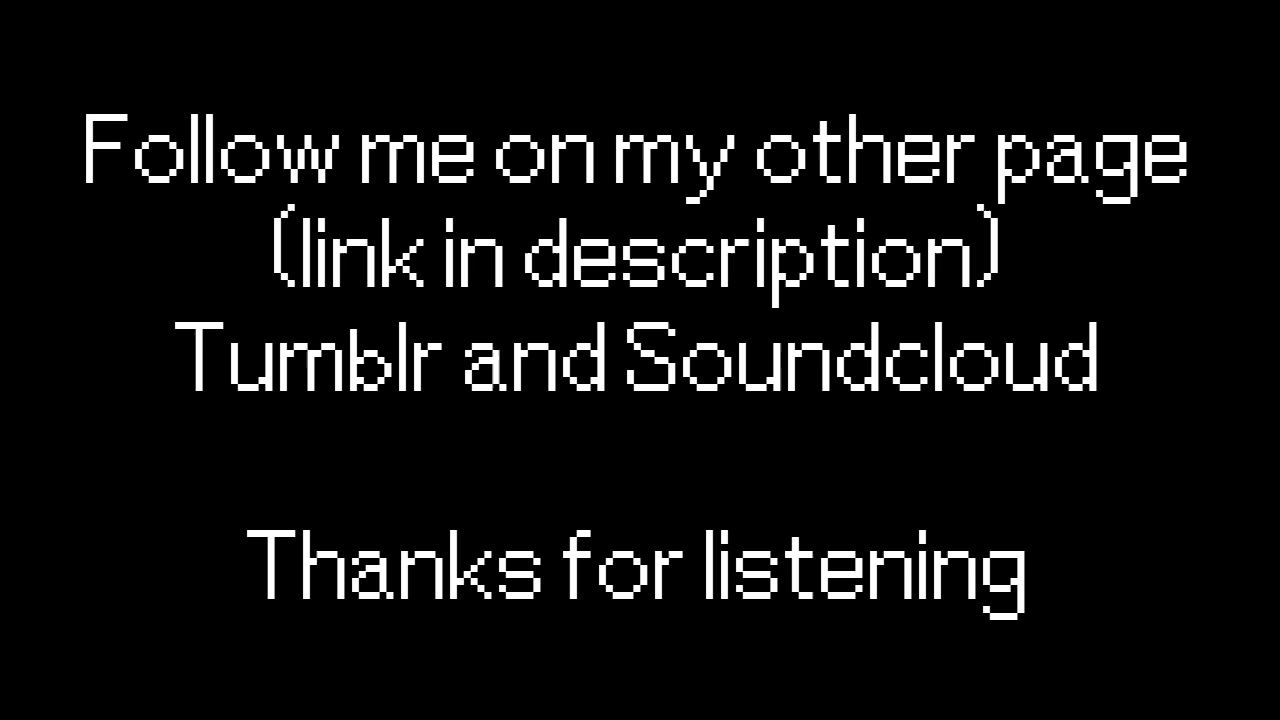 Follow me on my other page
(link in description)
Tumblr and Soundcloud
Thanks for listening